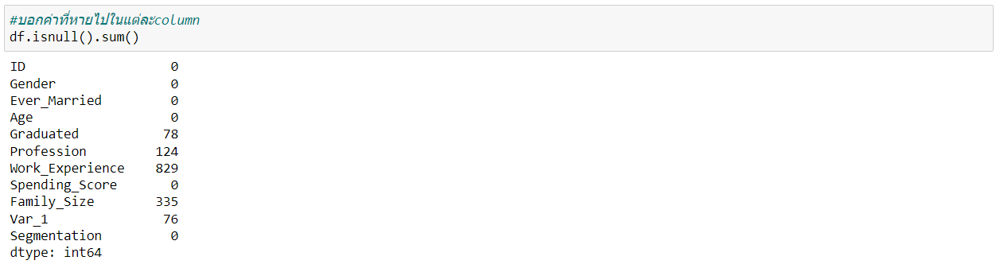 #บอกค่าที่หายไปในแต่ละcolumn
df.isnull().sum()
ID 0
Gender 0
Ever_Married 0
Age 0
Graduated 78
Profession 124
Work_Experience 829
Spending_Score 0
Family_Size 335
Var_1 76
Segmentation 0
dtype: int64